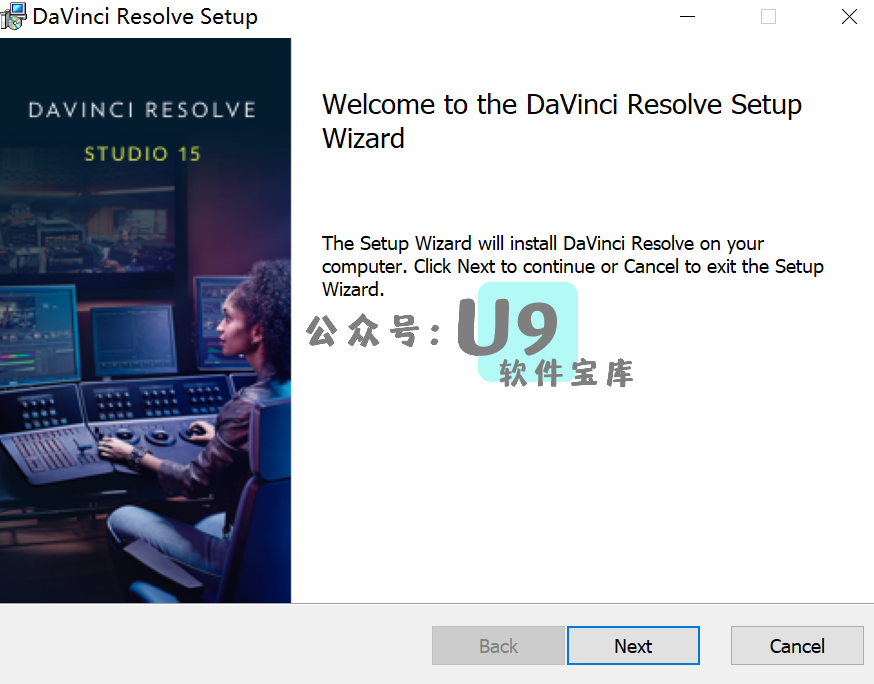 DaVinci Resolve Setup
DAVINCI RESOLVE
STUDIO 15
Welcome to the DaVinci Resolve Setup
Wizard
The Setup Wizard will install DaVinci Resolve on your
computer. Click Next to continue or Cancel to exit the Setup
Wizard.
公众号：U9
软件宝库
Back
Next
Cancel